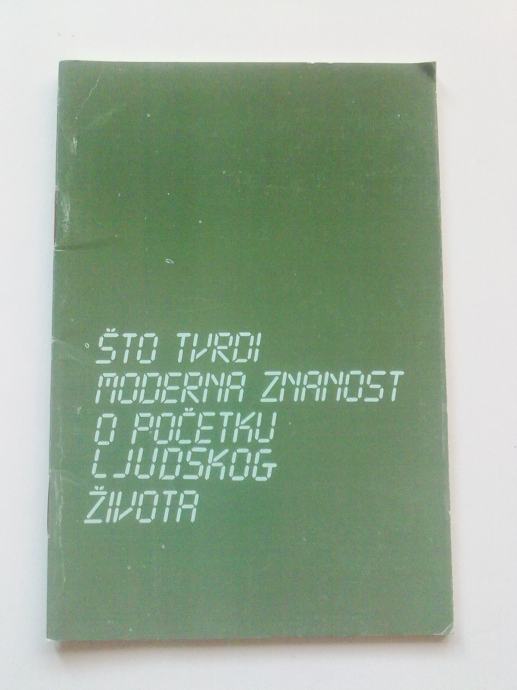 ŠTO TVRDI
MODERNA ZNANOST
O POČETKU
LJUDSKOG
ŽIVOTA